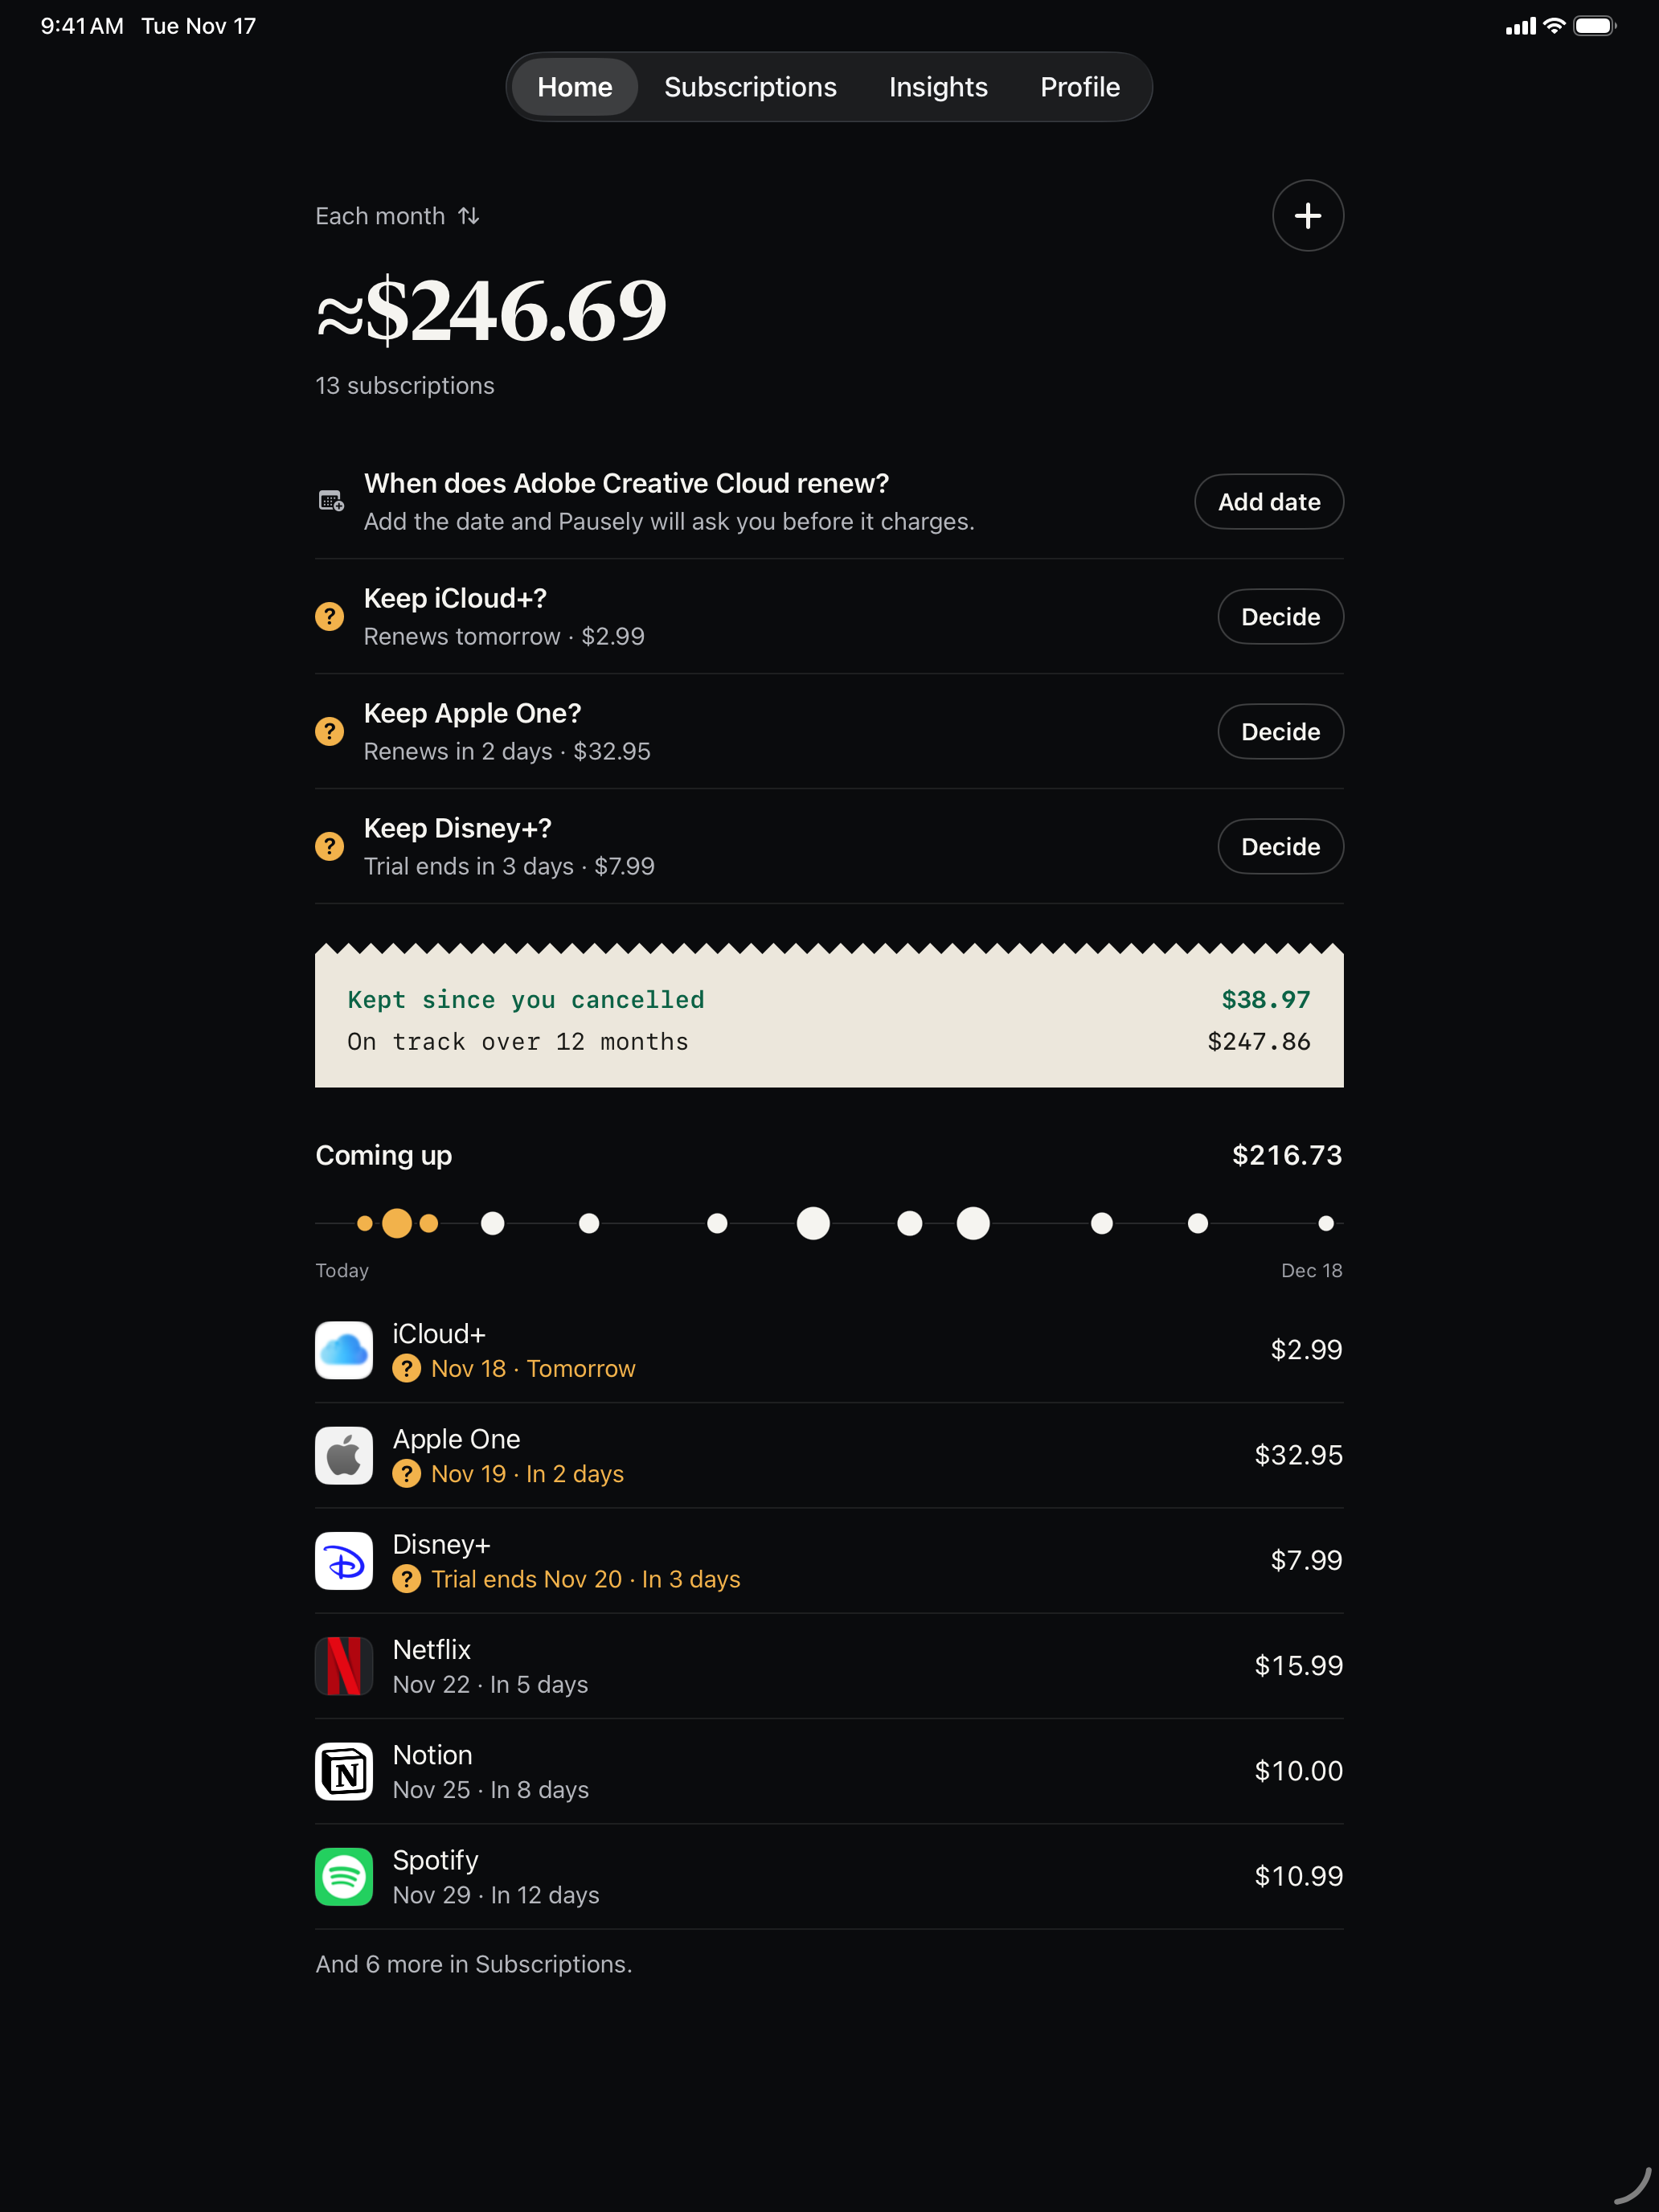 9:41 AM Tue Nov 17
Home Subscriptions Insights Profile
Each month
≈$246.69
13 subscriptions
When does Adobe Creative Cloud renew?
Add the date and Pausely will ask you before it charges.
Add date
Keep iCloud+?
Renews tomorrow · $2.99
Decide
Keep Apple One?
Renews in 2 days · $32.95
Decide
Keep Disney+?
Trial ends in 3 days · $7.99
Decide
Kept since you cancelled $38.97
On track over 12 months $247.86
Coming up $216.73
Today Dec 18
iCloud+
? Nov 18 · Tomorrow
$2.99
Apple One
? Nov 19 · In 2 days
$32.95
Disney+
? Trial ends Nov 20 · In 3 days
$7.99
Netflix
Nov 22 · In 5 days
$15.99
Notion
Nov 25 · In 8 days
$10.00
Spotify
Nov 29 · In 12 days
$10.99
And 6 more in Subscriptions.